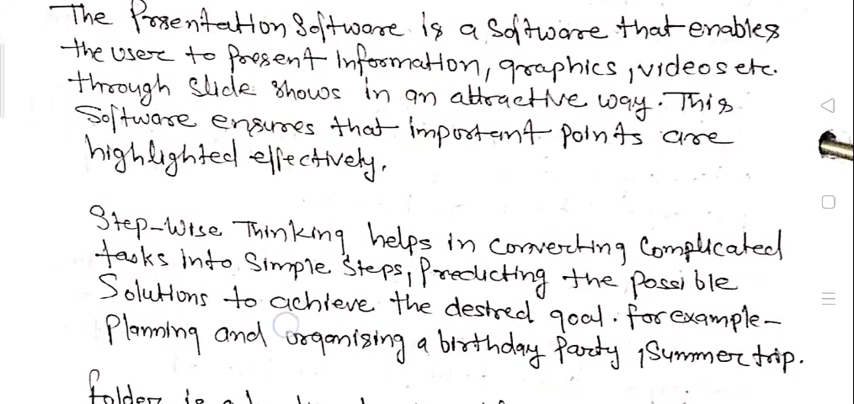 The Presentation Software is a Software that enables
the user to Present Information, graphics, videos etc.
through Slide Shows in an attractive way. This
Software ensures that important Points are
highlighted effectively.
Step-Wise Thinking helps in converting Complicated
tasks into Simple Steps, Predicting the Possible
Solutions to achieve the desired goal. for example-
Planning and organising a birthday Party, Summer trip.
folder is a